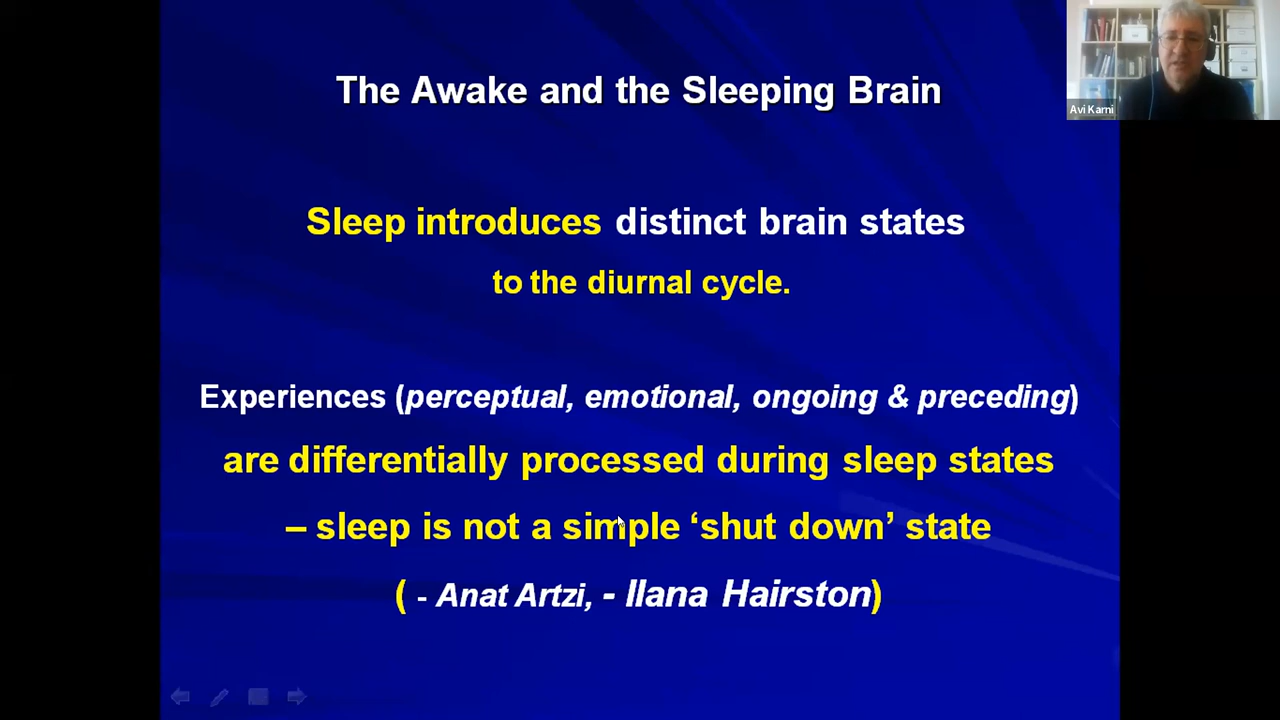 The Awake and the Sleeping Brain
Avi Karni
Sleep introduces distinct brain states
to the diurnal cycle.
Experiences (perceptual, emotional, ongoing & preceding)
are differentially processed during sleep states
– sleep is not a simple ‘shut down’ state
( - Anat Artzi, - Ilana Hairston)